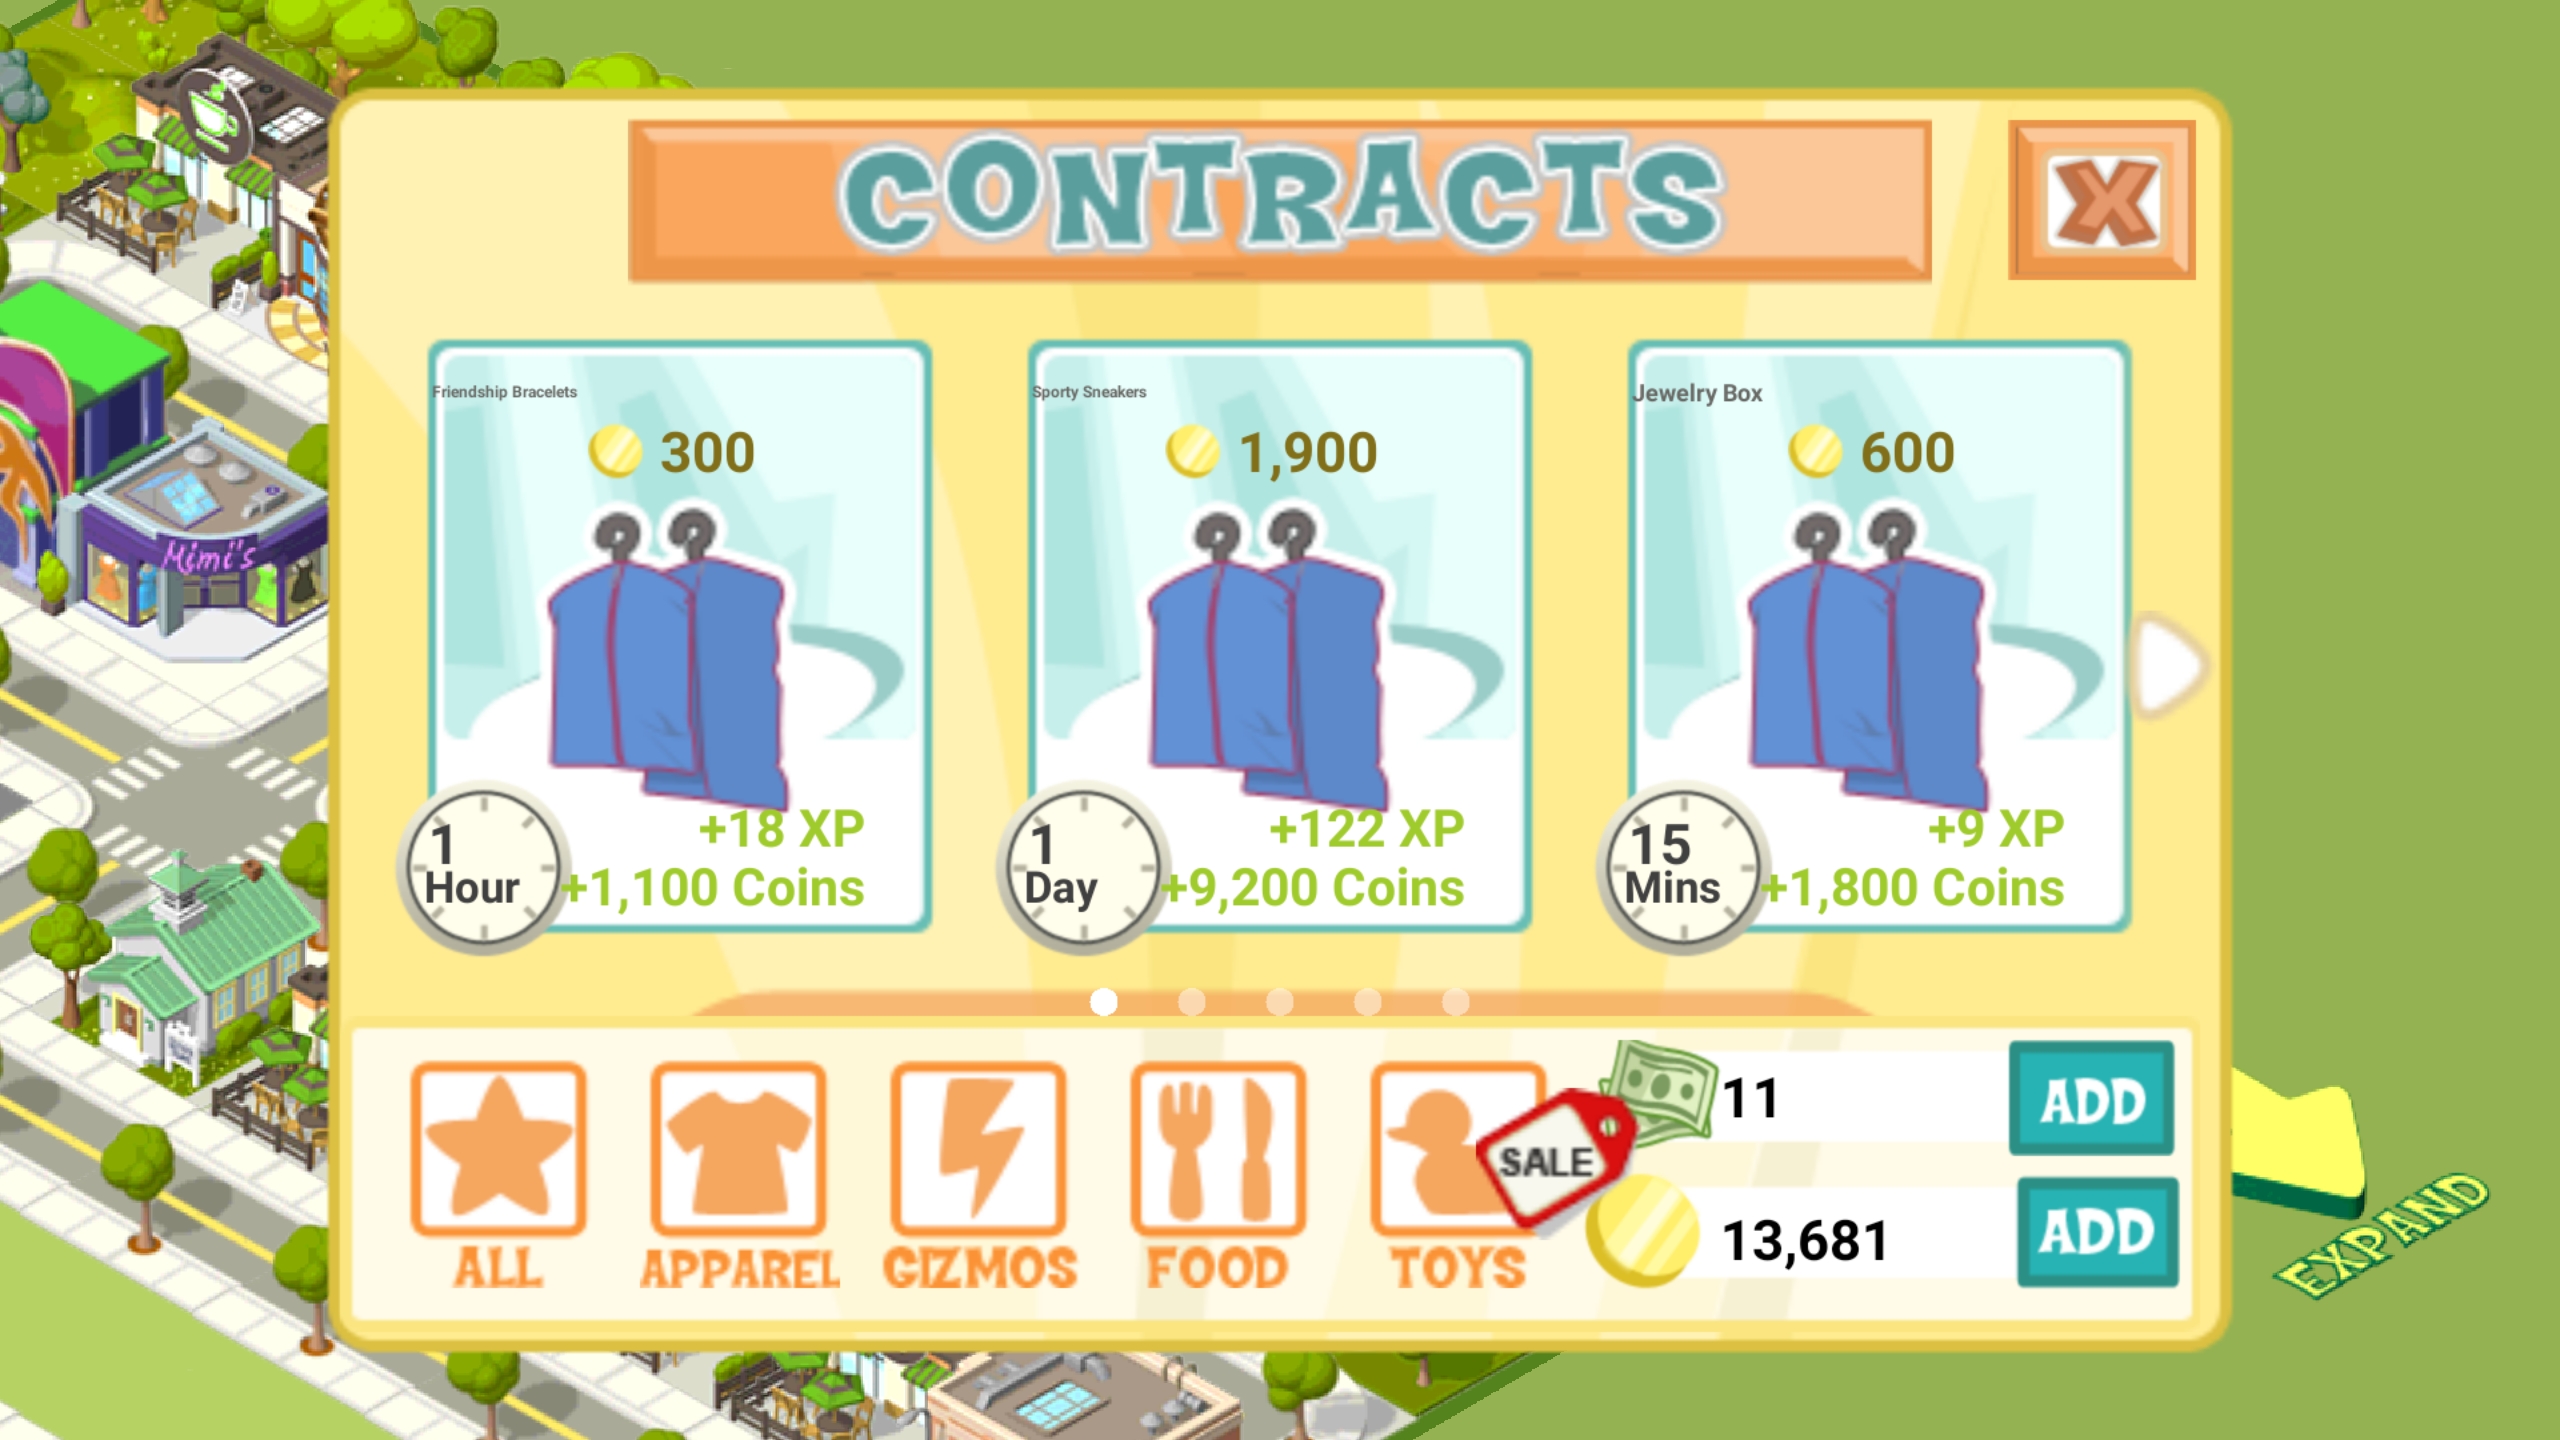 CONTRACTS
X
Friendship Bracelets
300
+18 XP
1
Hour
+1,100 Coins
Sporty Sneakers
1,900
+122 XP
1
Day
+9,200 Coins
Jewelry Box
600
+9 XP
15
Mins
+1,800 Coins
Mimi's
ALL
APPAREL
GIZMOS
FOOD
TOYS
SALE
11
ADD
13,681
ADD
EXPAND